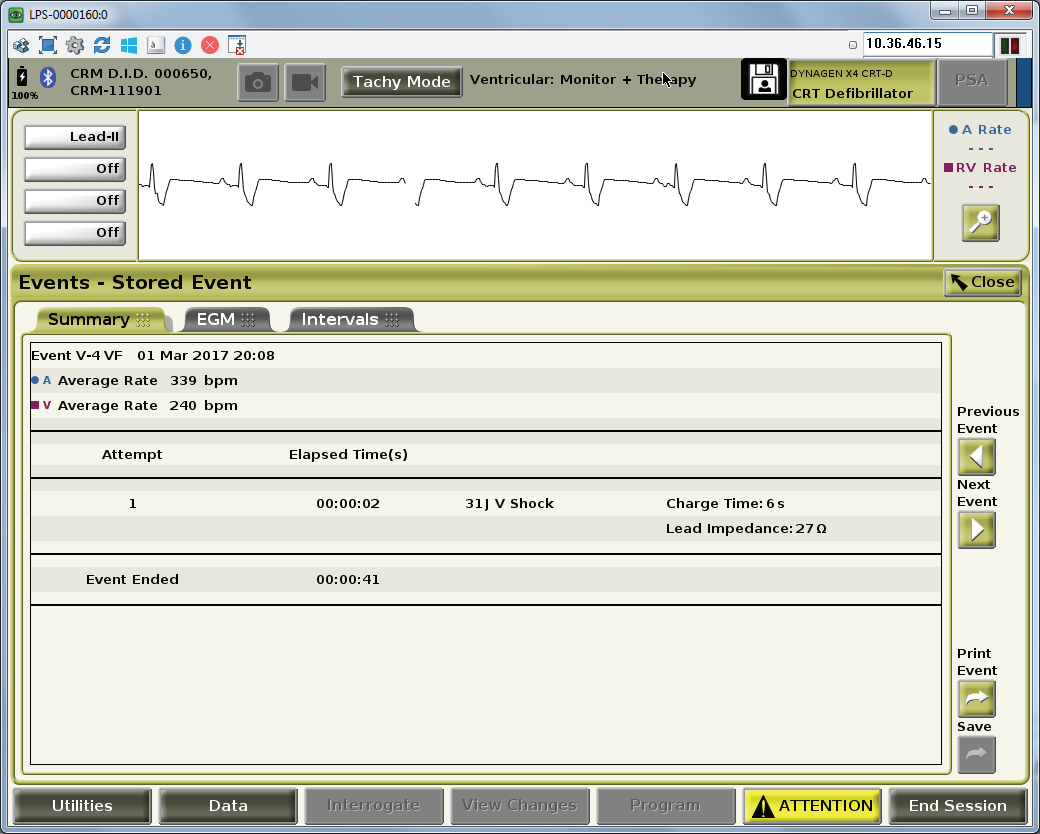 LPS-0000160:0
10.36.46.15
100%
CRM D.I.D. 000650,
CRM-111901
Tachy Mode
Ventricular: Monitor + Therapy
DYNAGEN X4 CRT-D
CRT Defibrillator
PSA
Lead-II
Off
Off
Off
A Rate
- - -
RV Rate
- - -
Events - Stored Event
Close
Summary
EGM
Intervals
Event V-4 VF 01 Mar 2017 20:08
A Average Rate 339 bpm
V Average Rate 240 bpm
Attempt Elapsed Time(s)
1 00:00:02 31J V Shock Charge Time: 6 s
Lead Impedance: 27 Ω
Event Ended 00:00:41
Previous
Event
Next
Event
Print
Event
Save
Utilities
Data
Interrogate
View Changes
Program
ATTENTION
End Session